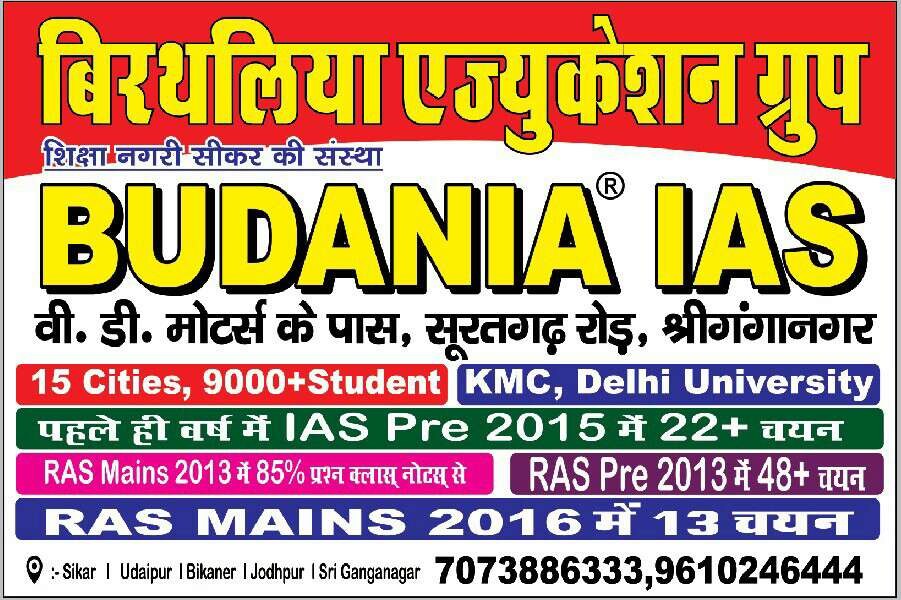 बिरथलिया एज्युकेशन ग्रुप
शिक्षा नगरी सीकर की संस्था
BUDANIA® IAS
वी. डी. मोटर्स के पास, सूरतगढ़ रोड़, श्रीगंगानगर
15 Cities, 9000+Student KMC, Delhi University
पहले ही वर्ष में IAS Pre 2015 में 22+ चयन
RAS Mains 2013 में 85% प्रश्न क्लास् नोटस् से RAS Pre 2013 में 48+ चयन
RAS MAINS 2016 में 13 चयन
:- Sikar I Udaipur I Bikaner I Jodhpur I Sri Ganganagar 7073886333,9610246444